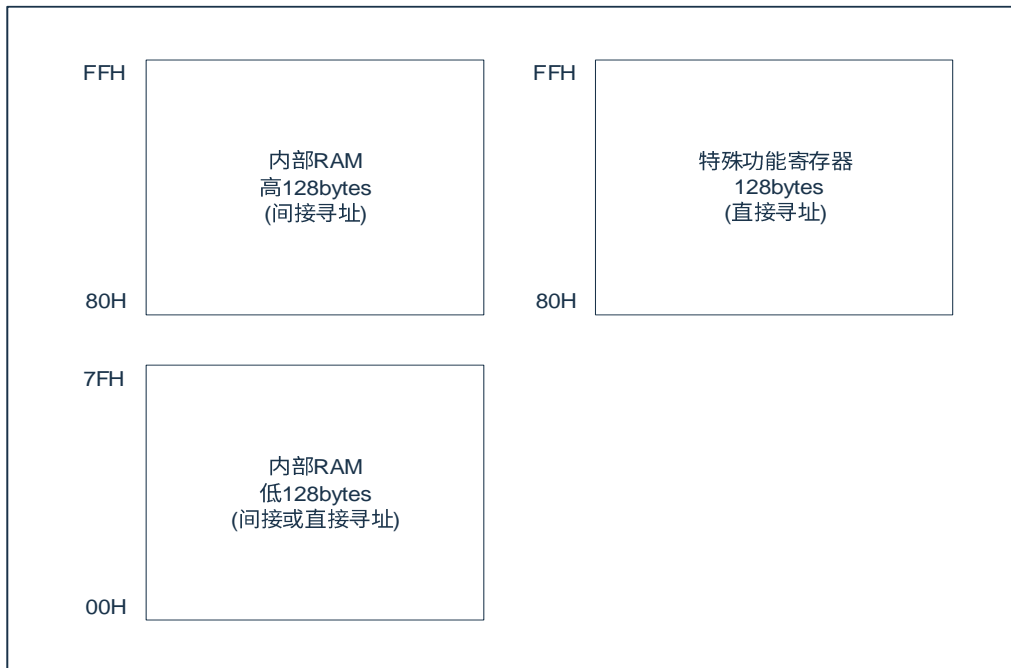 FFH
内部RAM
高128bytes
(间接寻址)
80H
FFH
特殊功能寄存器
128bytes
(直接寻址)
80H
7FH
内部RAM
低128bytes
(间接或直接寻址)
00H